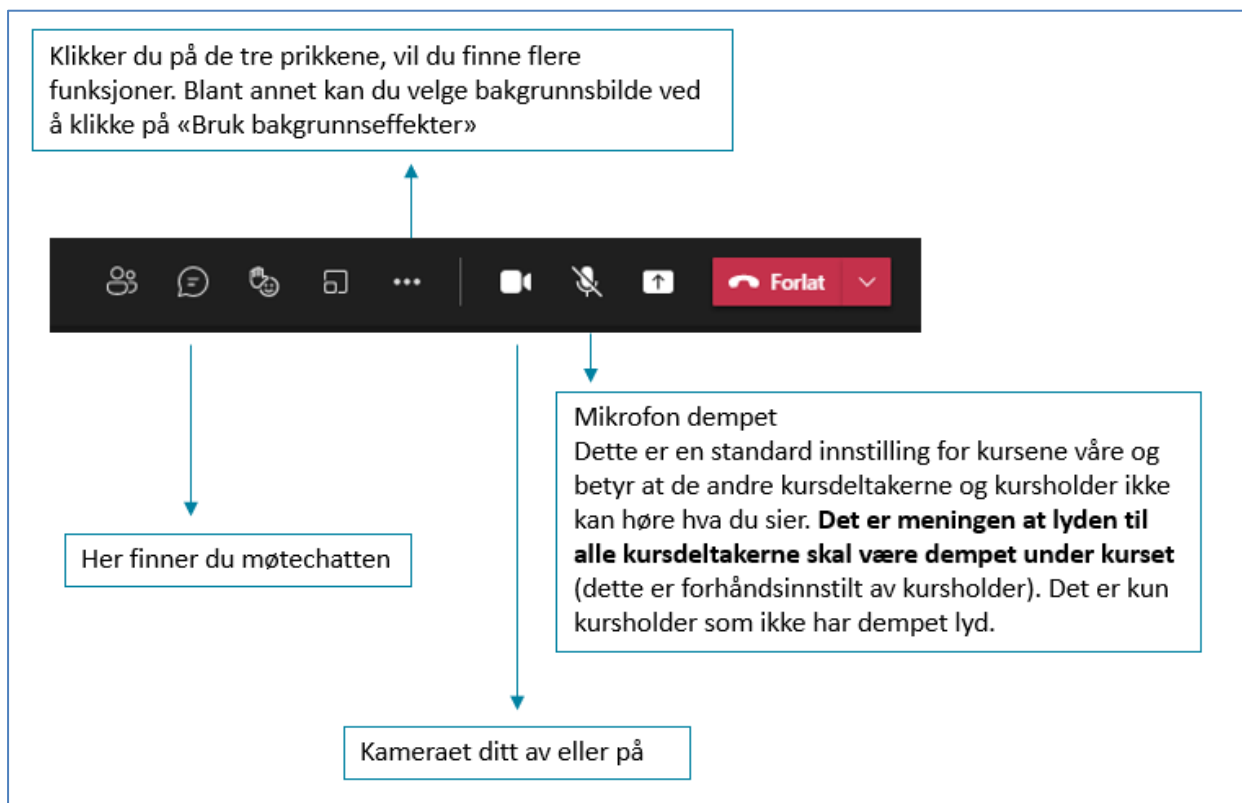 Klikker du på de tre prikkene, vil du finne flere
funksjoner. Blant annet kan du velge bakgrunnsbilde ved
å klikke på «Bruk bakgrunnseffekter»
Forlat
Mikrofon dempet
Dette er en standard innstilling for kursene våre og
betyr at de andre kursdeltakerne og kursholder ikke
kan høre hva du sier. Det er meningen at lyden til
alle kursdeltakerne skal være dempet under kurset
(dette er forhåndsinnstilt av kursholder). Det er kun
kursholder som ikke har dempet lyd.
Her finner du møtechatten
Kameraet ditt av eller på